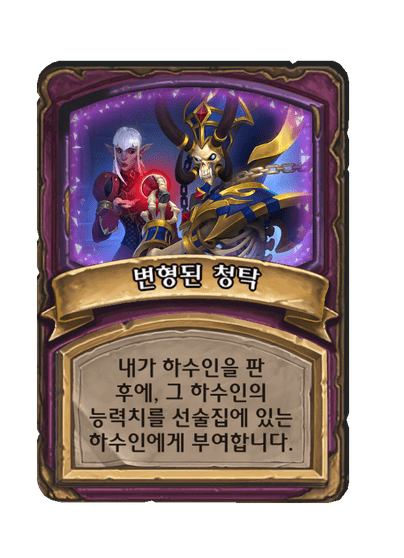 변형된 청탁
내가 하수인을 판
후에, 그 하수인의
능력치를 선술집에 있는
하수인에게 부여합니다.